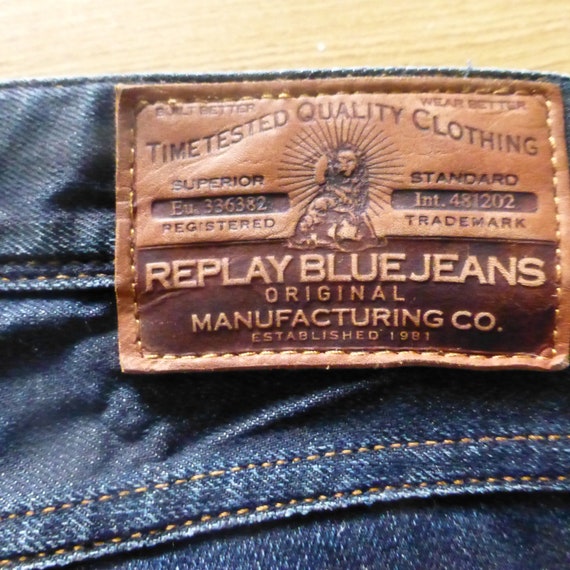 BUILT BETTER WEAR BETTER
TIMETESTED QUALITY CLOTHING
SUPERIOR STANDARD
Eu. 336382 Int. 481202
REGISTERED TRADEMARK
REPLAY BLUE JEANS
ORIGINAL
MANUFACTURING CO.
ESTABLISHED 1981